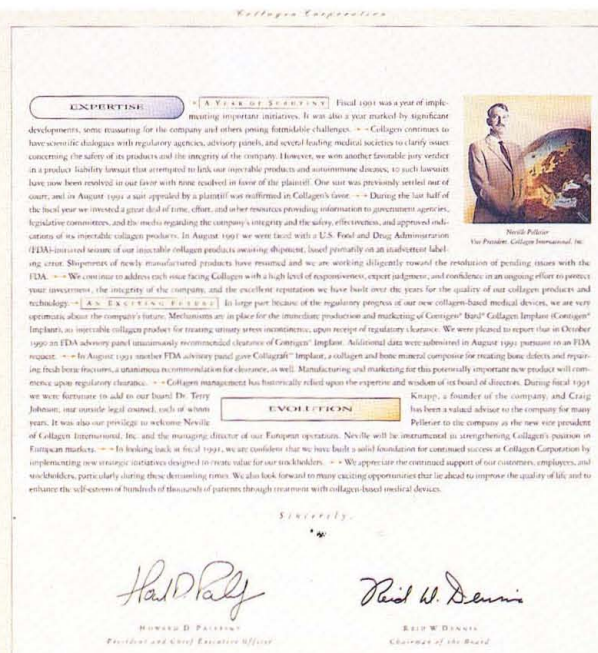 Collagen Corporation
EXPERTISE
A YEAR OF SCRUTINY Fiscal 1991 was a year of imple-
menting important initiatives. It was also a year marked by significant
developments, some reassuring for the company and others posing formidable challenges. Collagen continues to
have scientific dialogues with regulatory agencies, advisory panels, and several leading medical societies to clarify issues
concerning the safety of its products and the integrity of the company. However, we won another favorable jury verdict
in a product liability lawsuit that attempted to link our injectable products and autoimmune diseases; 10 such lawsuits
have now been resolved in our favor with none resolved in favor of the plaintiff. One suit was previously settled out of
court, and in August 1991 a suit appealed by a plaintiff was reaffirmed in Collagen's favor. During the last half of
the fiscal year we invested a great deal of time, effort, and other resources providing information to government agencies,
legislative committees, and the media regarding the company's integrity and the safety, effectiveness, and approved indi-
cations of its injectable collagen products. In August 1991 we were faced with a U.S. Food and Drug Administration
(FDA)-initiated seizure of our injectable collagen products awaiting shipment, based primarily on an inadvertent label-
ing error. Shipments of newly manufactured products have resumed and we are working diligently toward the resolution of pending issues with the
FDA. We continue to address each issue facing Collagen with a high level of responsiveness, expert judgment, and confidence in an ongoing effort to protect
your investment, the integrity of the company, and the excellent reputation we have built over the years for the quality of our collagen products and
technology. AN EXCITING FUTURE In large part because of the regulatory progress of our new collagen-based medical devices, we are very
optimistic about the company's future. Mechanisms are in place for the immediate production and marketing of Contigen® Bard® Collagen Implant (Contigen®
Implant), an injectable collagen product for treating urinary stress incontinence, upon receipt of regulatory clearance. We were pleased to report that in October
1990 an FDA advisory panel unanimously recommended clearance of Contigen® Implant. Additional data were submitted in August 1991 pursuant to an FDA
request. In August 1991 another FDA advisory panel gave Collagraft™ Implant, a collagen and bone mineral composite for treating bone defects and repair-
ing fresh bone fractures, a unanimous recommendation for clearance, as well. Manufacturing and marketing for this potentially important new product will com-
mence upon regulatory clearance. Collagen management has historically relied upon the expertise and wisdom of its board of directors. During fiscal 1991
we were fortunate to add to our board Dr. Terry Knapp, a founder of the company, and Craig
Johnson, our outside legal counsel, each of whom EVOLUTION has been a valued advisor to the company for many
years. It was also our privilege to welcome Neville Pelletier to the company as the new vice president
of Collagen International, Inc. and the managing director of our European operations. Neville will be instrumental in strengthening Collagen's position in
European markets. In looking back at fiscal 1991, we are confident that we have built a solid foundation for continued success at Collagen Corporation by
implementing new strategic initiatives designed to create value for our stockholders. We appreciate the continued support of our customers, employees, and
stockholders, particularly during these demanding times. We also look forward to many exciting opportunities that lie ahead to improve the quality of life and to
enhance the self-esteem of hundreds of thousands of patients through treatment with collagen-based medical devices.
Neville Pelletier
Vice President, Collagen International, Inc.
Sincerely,
Reid W. Dennis
HOWARD D. PALEFSKY
President and Chief Executive Officer
REID W. DENNIS
Chairman of the Board